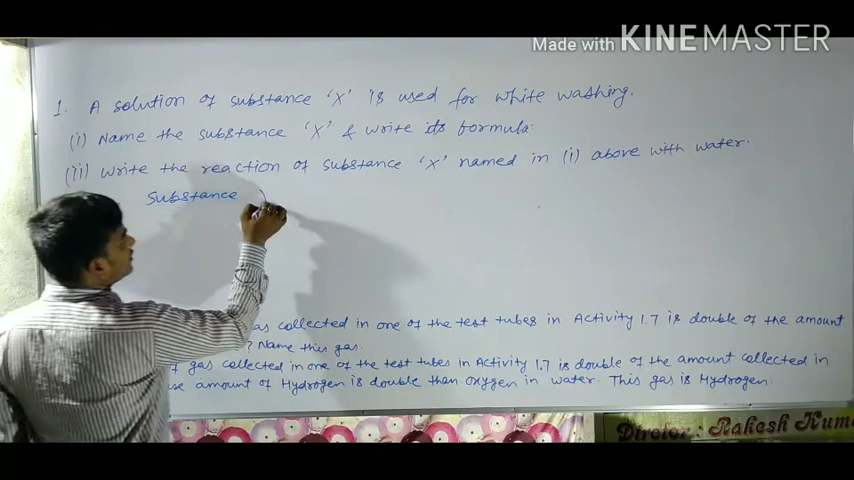 Made with KINEMASTER
1. A solution of substance 'X' is used for white washing.
(i) Name the substance 'X' & write its formula.
(ii) Write the reaction of substance 'X' named in (i) above with water.
Substance
as collected in one of the test tubes in Activity 1.7 is double of the amount
? Name this gas.
f gas collected in one of the test tubes in Activity 1.7 is double of the amount collected in
use amount of Hydrogen is double than oxygen in water. This gas is Hydrogen.
Diretor: Rakesh Kuma